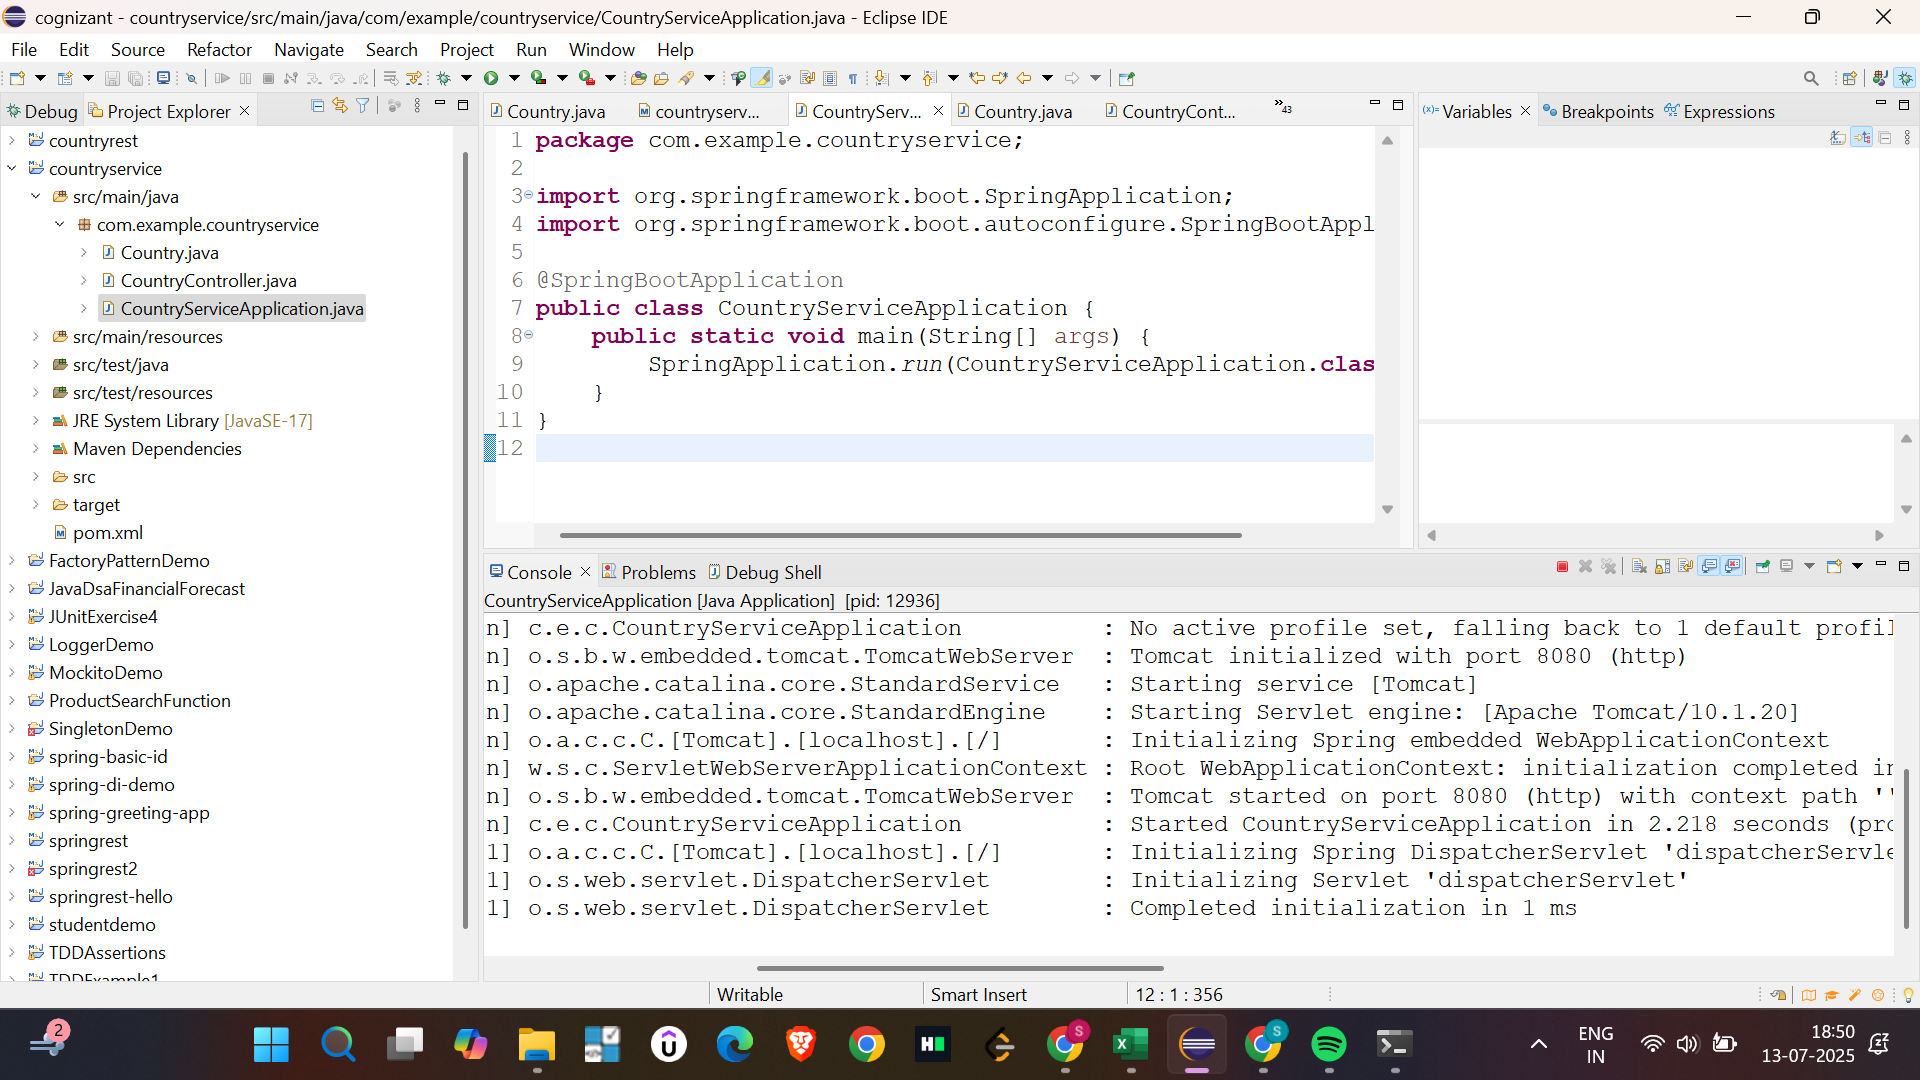 cognizant - countryservice/src/main/java/com/example/countryservice/CountryServiceApplication.java - Eclipse IDE
File Edit Source Refactor Navigate Search Project Run Window Help
Debug Project Explorer
countryrest
countryservice
src/main/java
com.example.countryservice
Country.java
CountryController.java
CountryServiceApplication.java
src/main/resources
src/test/java
src/test/resources
JRE System Library [JavaSE-17]
Maven Dependencies
src
target
pom.xml
FactoryPatternDemo
JavaDsaFinancialForecast
JUnitExercise4
LoggerDemo
MockitoDemo
ProductSearchFunction
SingletonDemo
spring-basic-id
spring-di-demo
spring-greeting-app
springrest
springrest2
springrest-hello
studentdemo
TDDAssertions
TDDExample1
Country.java countryserv... CountryServ... Country.java CountryCont... »43
1 package com.example.countryservice;
2
3 import org.springframework.boot.SpringApplication;
4 import org.springframework.boot.autoconfigure.SpringBootAppl
5
6 @SpringBootApplication
7 public class CountryServiceApplication {
8 public static void main(String[] args) {
9 SpringApplication.run(CountryServiceApplication.clas
10 }
11 }
12
(x)= Variables Breakpoints Expressions
Console Problems Debug Shell
CountryServiceApplication [Java Application] [pid: 12936]
n] c.e.c.CountryServiceApplication : No active profile set, falling back to 1 default profil
n] o.s.b.w.embedded.tomcat.TomcatWebServer : Tomcat initialized with port 8080 (http)
n] o.apache.catalina.core.StandardService : Starting service [Tomcat]
n] o.apache.catalina.core.StandardEngine : Starting Servlet engine: [Apache Tomcat/10.1.20]
n] o.a.c.c.C.[Tomcat].[localhost].[/] : Initializing Spring embedded WebApplicationContext
n] w.s.c.ServletWebServerApplicationContext : Root WebApplicationContext: initialization completed in
n] o.s.b.w.embedded.tomcat.TomcatWebServer : Tomcat started on port 8080 (http) with context path ''
n] c.e.c.CountryServiceApplication : Started CountryServiceApplication in 2.218 seconds (pro
1] o.a.c.c.C.[Tomcat].[localhost].[/] : Initializing Spring DispatcherServlet 'dispatcherServle
1] o.s.web.servlet.DispatcherServlet : Initializing Servlet 'dispatcherServlet'
1] o.s.web.servlet.DispatcherServlet : Completed initialization in 1 ms
Writable Smart Insert 12 : 1 : 356
2
S
S
ENG
IN
18:50
13-07-2025